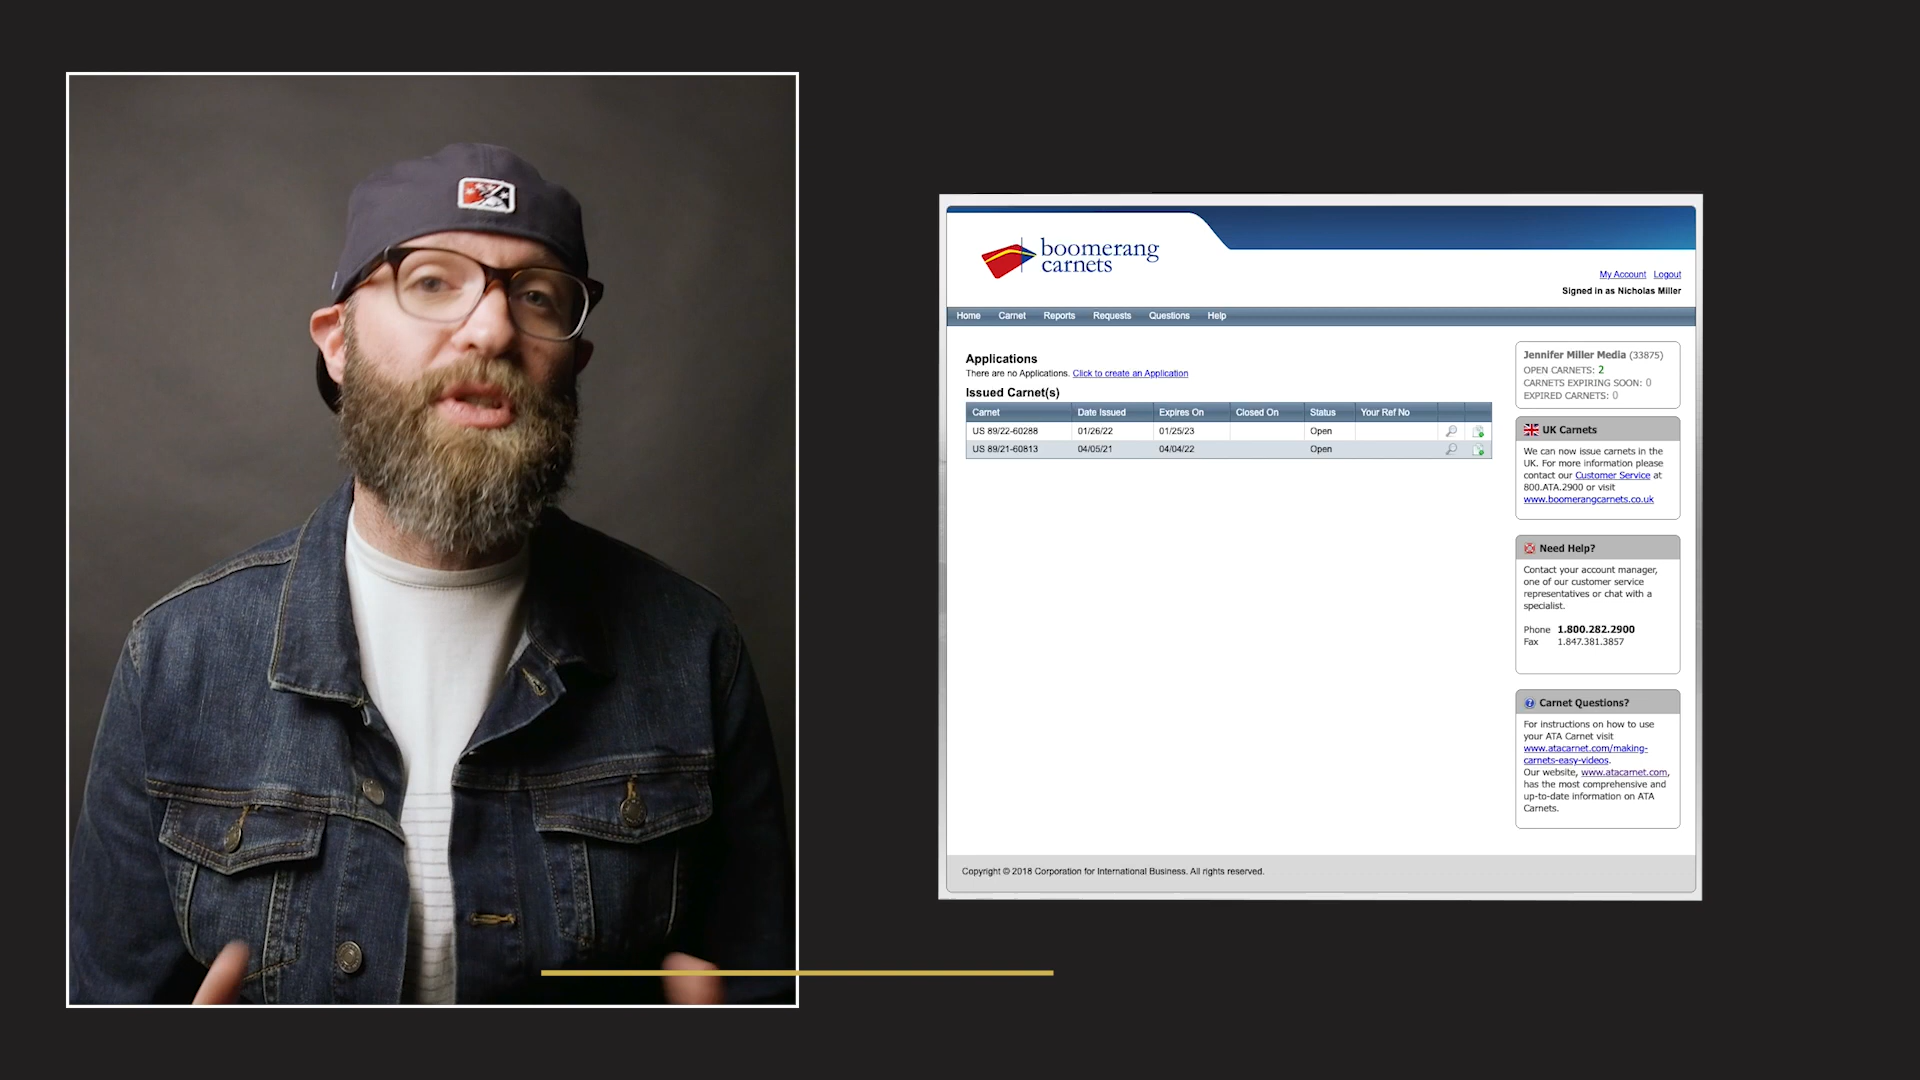 boomerang
carnets
My Account Logout
Signed in as Nicholas Miller
Home Carnet Reports Requests Questions Help
Applications
There are no Applications. Click to create an Application
Issued Carnet(s)
Carnet Date Issued Expires On Closed On Status Your Ref No
US 89/22-60288 01/26/22 01/25/23 Open
US 89/21-60813 04/05/21 04/04/22 Open
Jennifer Miller Media (33875)
OPEN CARNETS: 2
CARNETS EXPIRING SOON: 0
EXPIRED CARNETS: 0
UK Carnets
We can now issue carnets in the
UK. For more information please
contact our Customer Service at
800.ATA.2900 or visit
www.boomerangcarnets.co.uk
Need Help?
Contact your account manager,
one of our customer service
representatives or chat with a
specialist.
Phone 1.800.282.2900
Fax 1.847.381.3857
Carnet Questions?
For instructions on how to use
your ATA Carnet visit
www.atacarnet.com/making-
carnets-easy-videos.
Our website, www.atacarnet.com,
has the most comprehensive and
up-to-date information on ATA
Carnets.
Copyright © 2018 Corporation for International Business. All rights reserved.